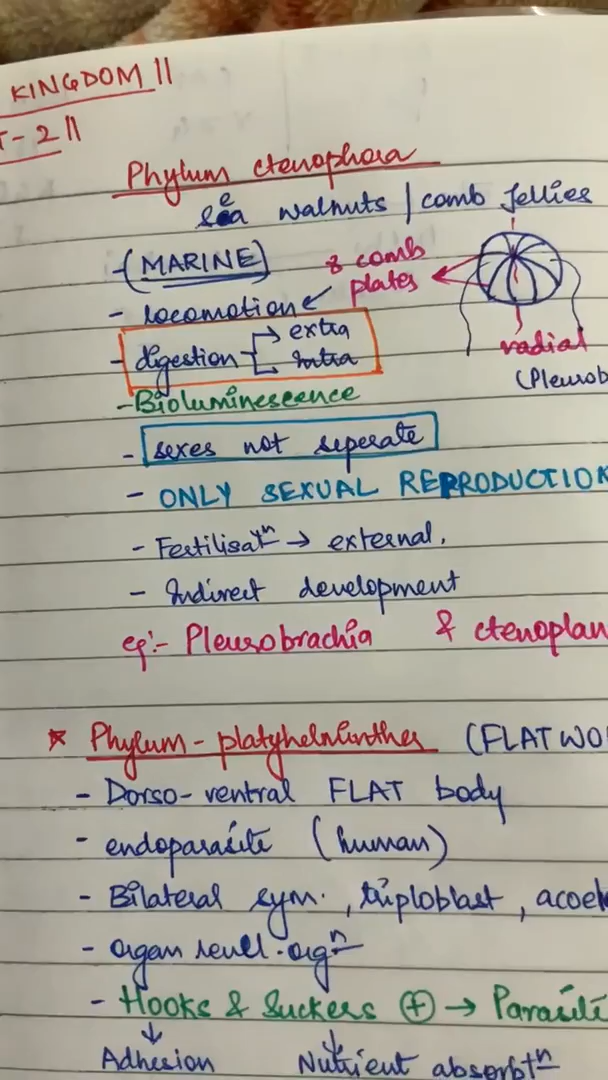 KINGDOM ||
T-2 ||
Phylum ctenophora
sea walnuts | comb Jellies
- (MARINE)
8 comb plates
- locomotion
- digestion → extra
→ intra
radial
(Pleurob
- Bioluminescence
- sexes not seperate
- ONLY SEXUAL REPRODUCTION
- Fertilisatⁿ → external.
- Indirect development
eg:- Pleurobrachia & ctenoplan
* Phylum - platyhelminthes (FLATWO
- Dorso-ventral FLAT body
- endoparasite (human)
- Bilateral sym., triploblast, acoel
- organ level. orgⁿ
- Hooks & Suckers ⊕ → Parasite
↓ ↓
Adhesion Nutrient absorbtⁿ